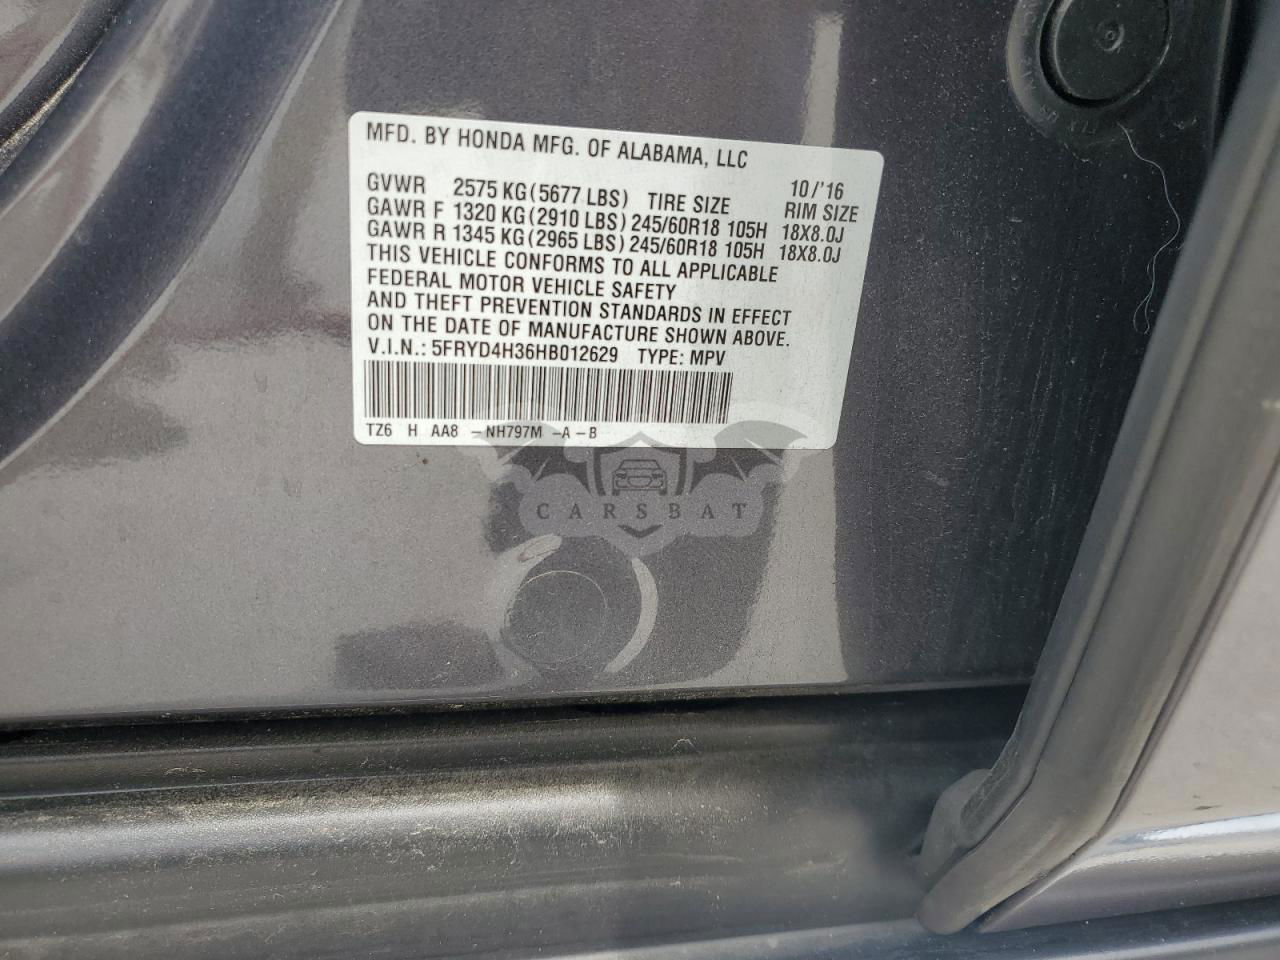 MFD. BY HONDA MFG. OF ALABAMA, LLC
10/'16
GVWR 2575 KG (5677 LBS) TIRE SIZE RIM SIZE
GAWR F 1320 KG (2910 LBS) 245/60R18 105H 18X8.0J
GAWR R 1345 KG (2965 LBS) 245/60R18 105H 18X8.0J
THIS VEHICLE CONFORMS TO ALL APPLICABLE
FEDERAL MOTOR VEHICLE SAFETY
AND THEFT PREVENTION STANDARDS IN EFFECT
ON THE DATE OF MANUFACTURE SHOWN ABOVE.
V.I.N.: 5FRYD4H36HB012629 TYPE: MPV
TZ6 H AA8 -NH797M -A-B
CARSBAT